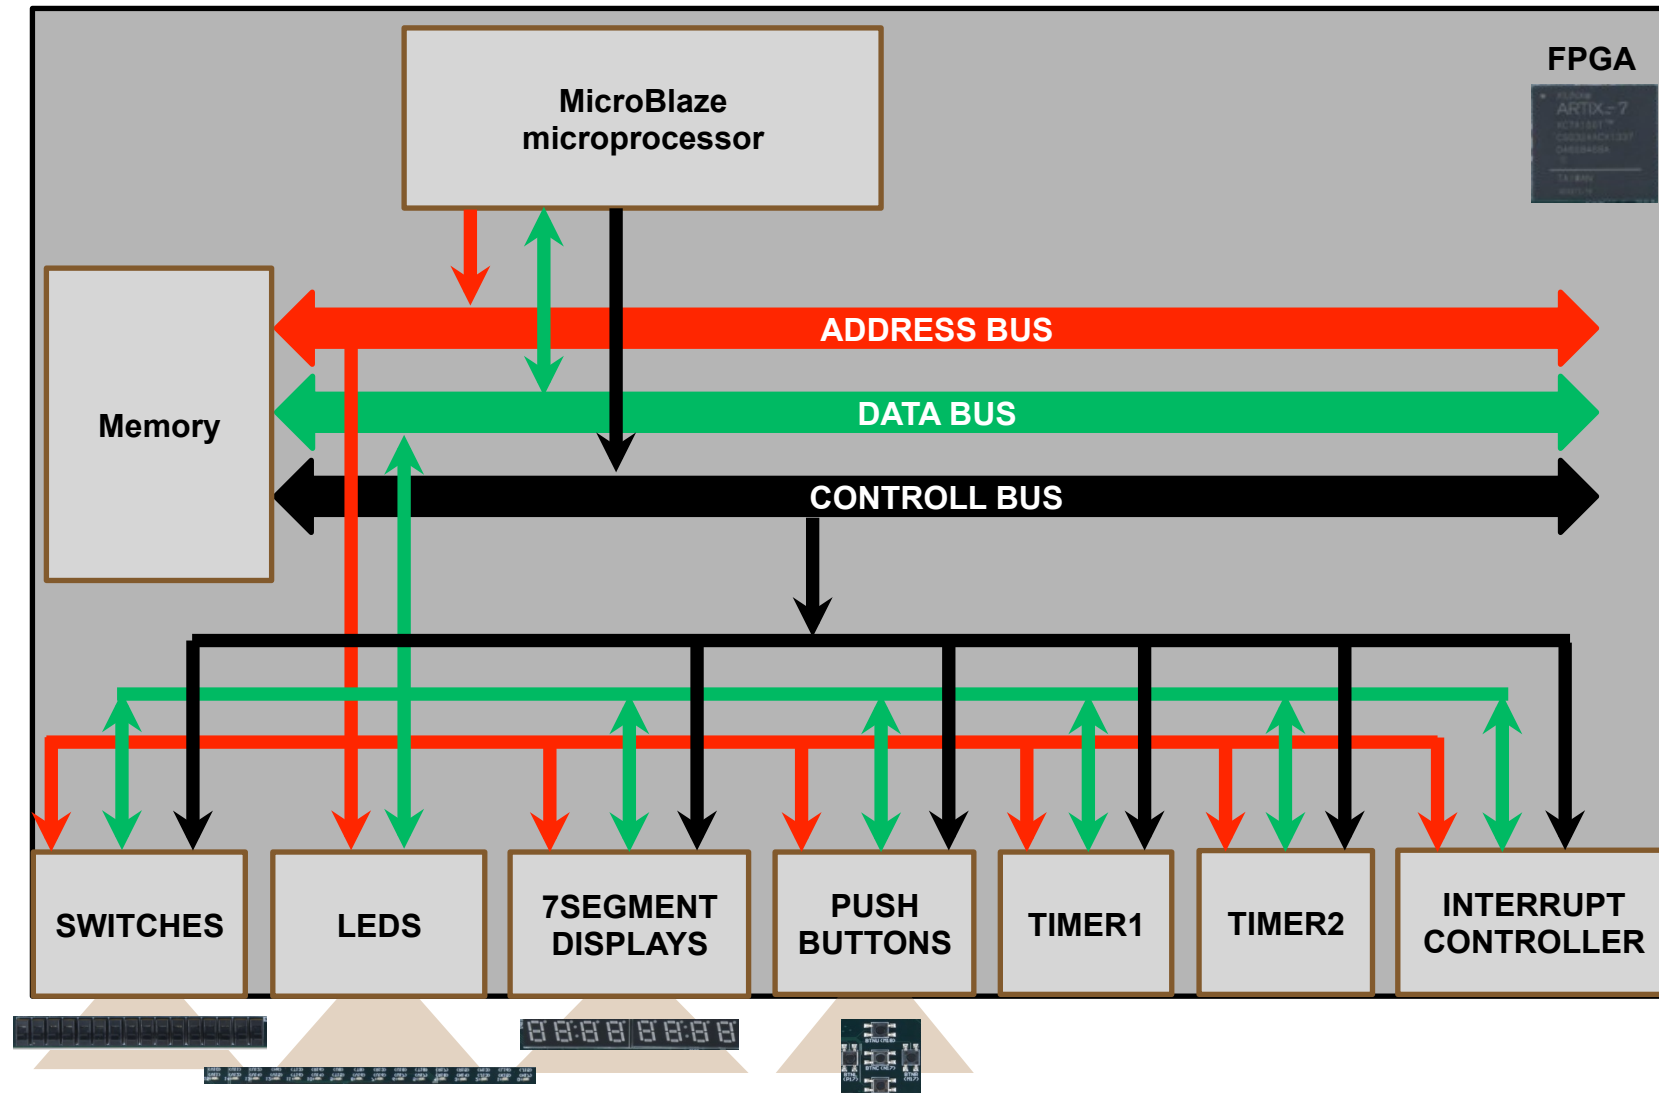 MicroBlaze
microprocessor
FPGA
ARTIX-7
TAIWAN
ADDRESS BUS
Memory
DATA BUS
CONTROLL BUS
SWITCHES
LEDS
7SEGMENT
DISPLAYS
PUSH
BUTTONS
TIMER1
TIMER2
INTERRUPT
CONTROLLER